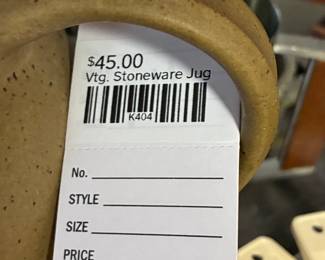 $45.00
Vtg. Stoneware Jug
K404
No.
STYLE
SIZE
PRICE